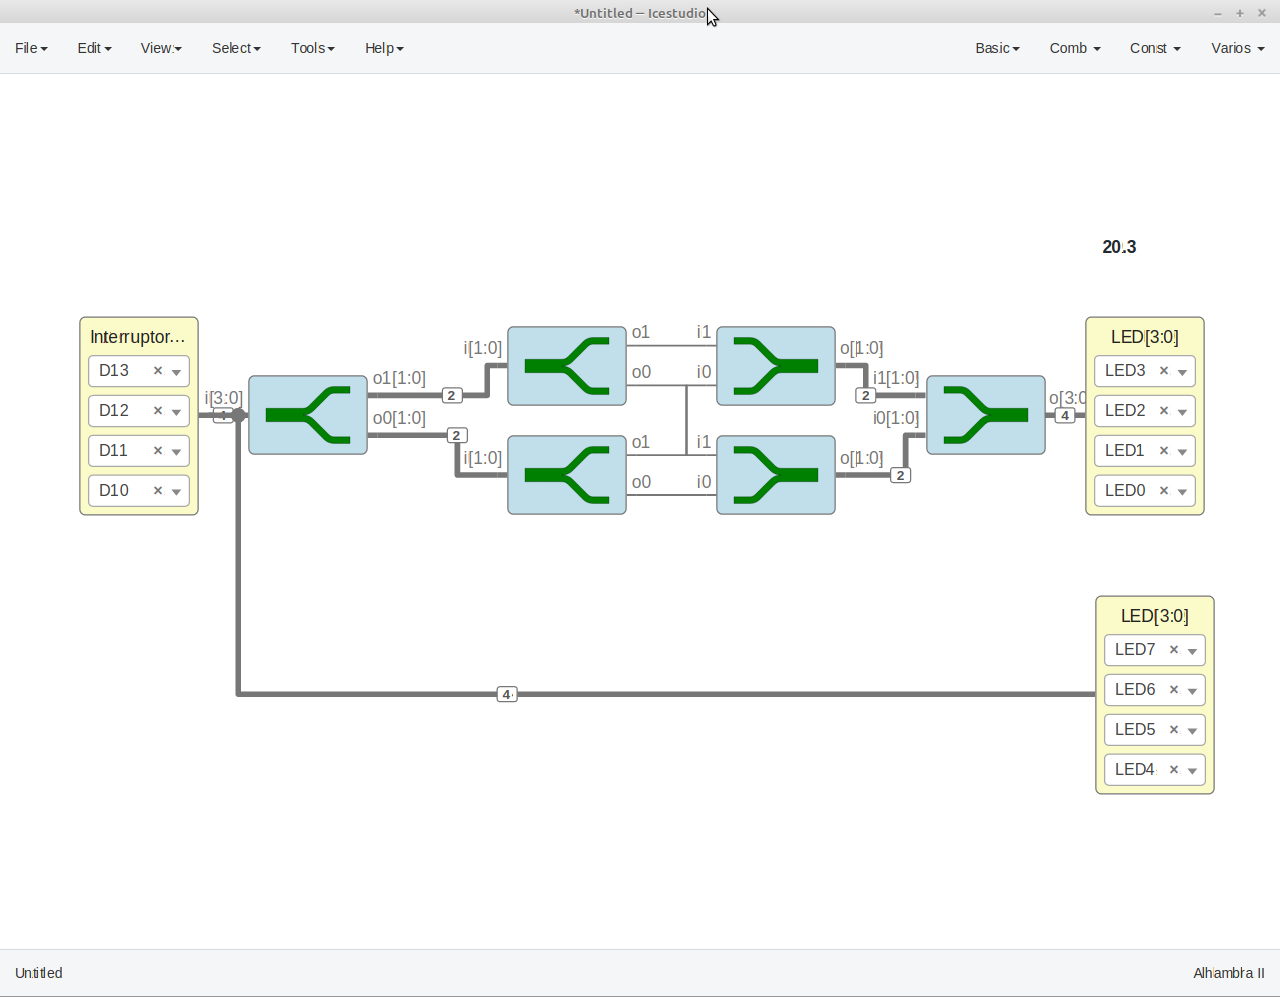 *Untitled – Icestudio
File Edit View Select Tools Help Basic Comb Const Varios
20.3
Interruptor...
D13 ×
D12 ×
D11 ×
D10 ×
i[3:0]
o1[1:0]
2
o0[1:0]
2
i[1:0]
i[1:0]
o1 i1
o0 i0
o1 i1
o0 i0
o[1:0]
2
o[1:0]
2
i1[1:0]
i0[1:0]
o[3:0
4
LED[3:0]
LED3 ×
LED2 ×
LED1 ×
LED0 ×
4
LED[3:0]
LED7 ×
LED6 ×
LED5 ×
LED4 ×
Untitled Alhambra II